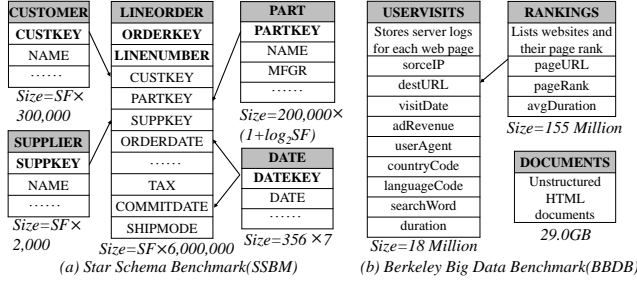 CUSTOMER
CUSTKEY
NAME
......
Size=SF×
300,000
SUPPLIER
SUPPKEY
NAME
......
Size=SF×
2,000
LINEORDER
ORDERKEY
LINENUMBER
CUSTKEY
PARTKEY
SUPPKEY
ORDERDATE
......
TAX
COMMITDATE
SHIPMODE
Size=SF×6,000,000
PART
PARTKEY
NAME
MFGR
......
Size=200,000×
(1+log₂SF)
DATE
DATEKEY
DATE
......
Size=356 ×7
(a) Star Schema Benchmark(SSBM)
USERVISITS
Stores server logs
for each web page
sorceIP
destURL
visitDate
adRevenue
userAgent
countryCode
languageCode
searchWord
duration
Size=18 Million
RANKINGS
Lists websites and
their page rank
pageURL
pageRank
avgDuration
Size=155 Million
DOCUMENTS
Unstructured
HTML
documents
29.0GB
(b) Berkeley Big Data Benchmark(BBDB)